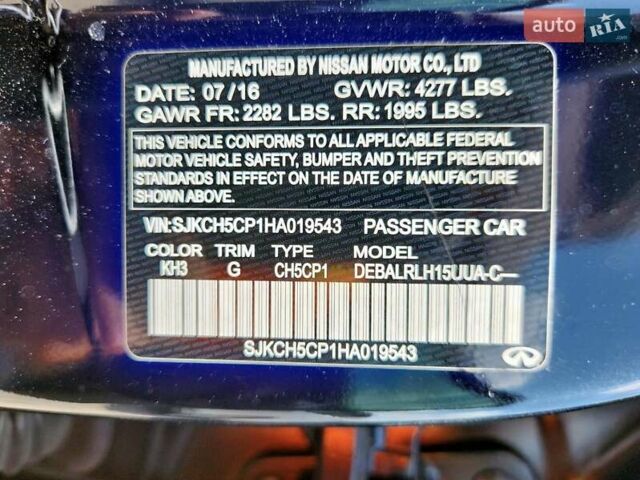 auto RIA .com
MANUFACTURED BY NISSAN MOTOR CO., LTD
DATE: 07/16 GVWR: 4277 LBS.
GAWR FR: 2282 LBS. RR: 1995 LBS.
THIS VEHICLE CONFORMS TO ALL APPLICABLE FEDERAL
MOTOR VEHICLE SAFETY, BUMPER AND THEFT PREVENTION
STANDARDS IN EFFECT ON THE DATE OF MANUFACTURE
SHOWN ABOVE.
VIN:SJKCH5CP1HA019543 PASSENGER CAR
COLOR TRIM TYPE MODEL
KH3 G CH5CP1 DEBALRLH15UUA-C—
SJKCH5CP1HA019543
INFINITI